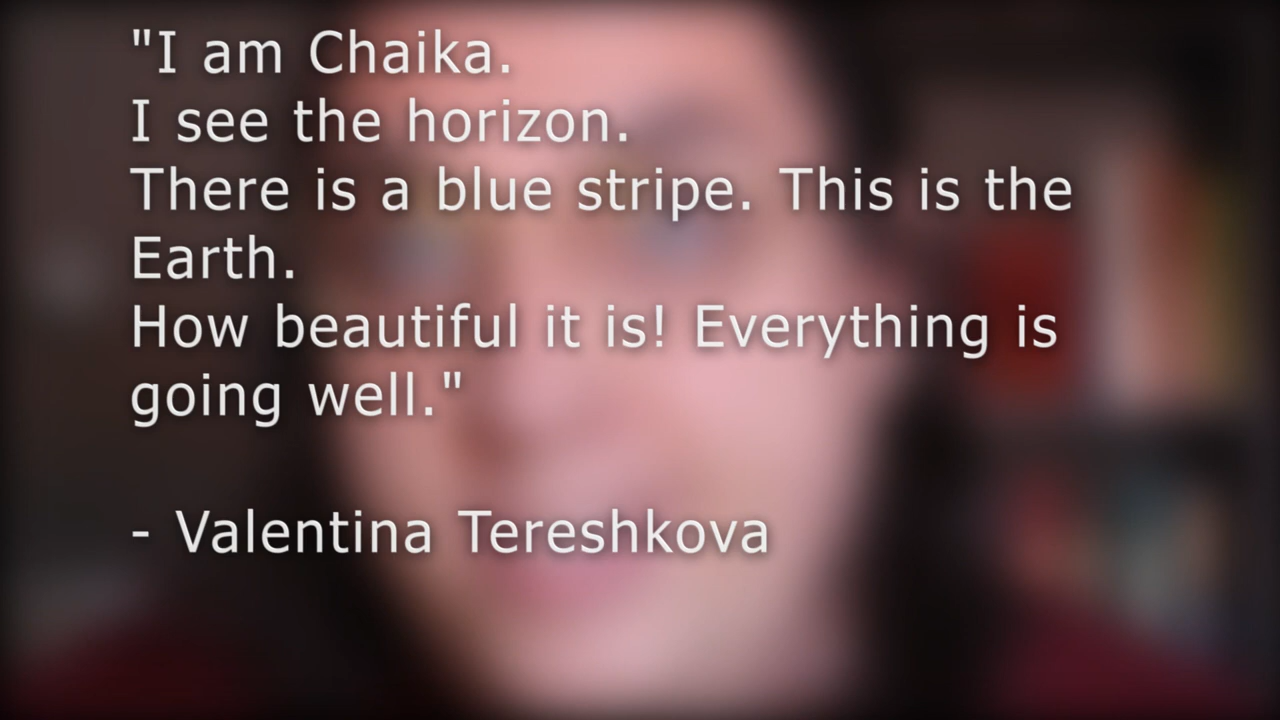 "I am Chaika.
I see the horizon.
There is a blue stripe. This is the
Earth.
How beautiful it is! Everything is
going well."
- Valentina Tereshkova